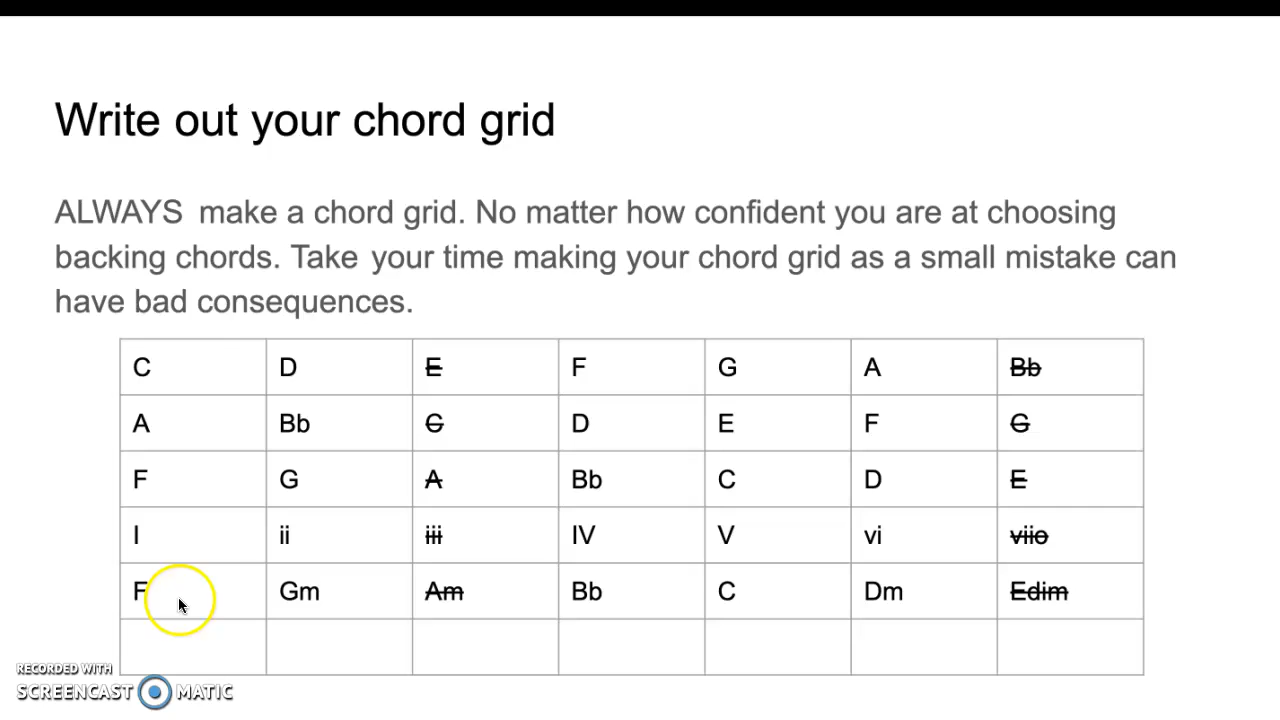 Write out your chord grid
ALWAYS make a chord grid. No matter how confident you are at choosing
backing chords. Take your time making your chord grid as a small mistake can
have bad consequences.
C D E F G A Bb
A Bb C D E F G
F G A Bb C D E
I ii iii IV V vi viio
F Gm Am Bb C Dm Edim
RECORDED WITH
SCREENCAST MATIC